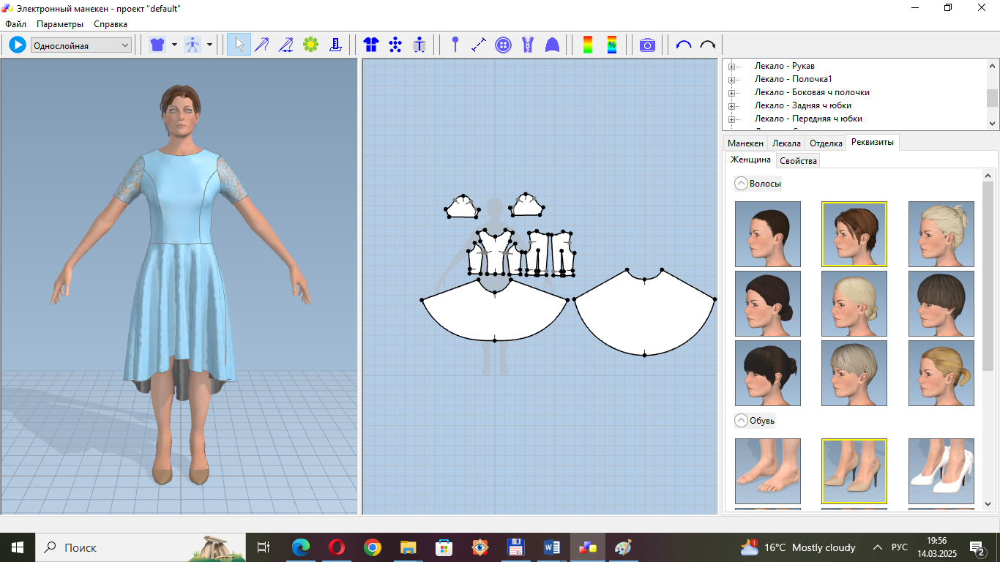 Электронный манекен - проект "default"
Файл Параметры Справка
Однослойная
%
Лекало - Рукав
Лекало - Полочка1
Лекало - Боковая ч полочки
Лекало - Задняя ч юбки
Лекало - Передняя ч юбки
Манекен Лекала Отделка Реквизиты
Женщина Свойства
Волосы
Обувь
Поиск
1
16°C Mostly cloudy
РУС
19:56
14.03.2025
2